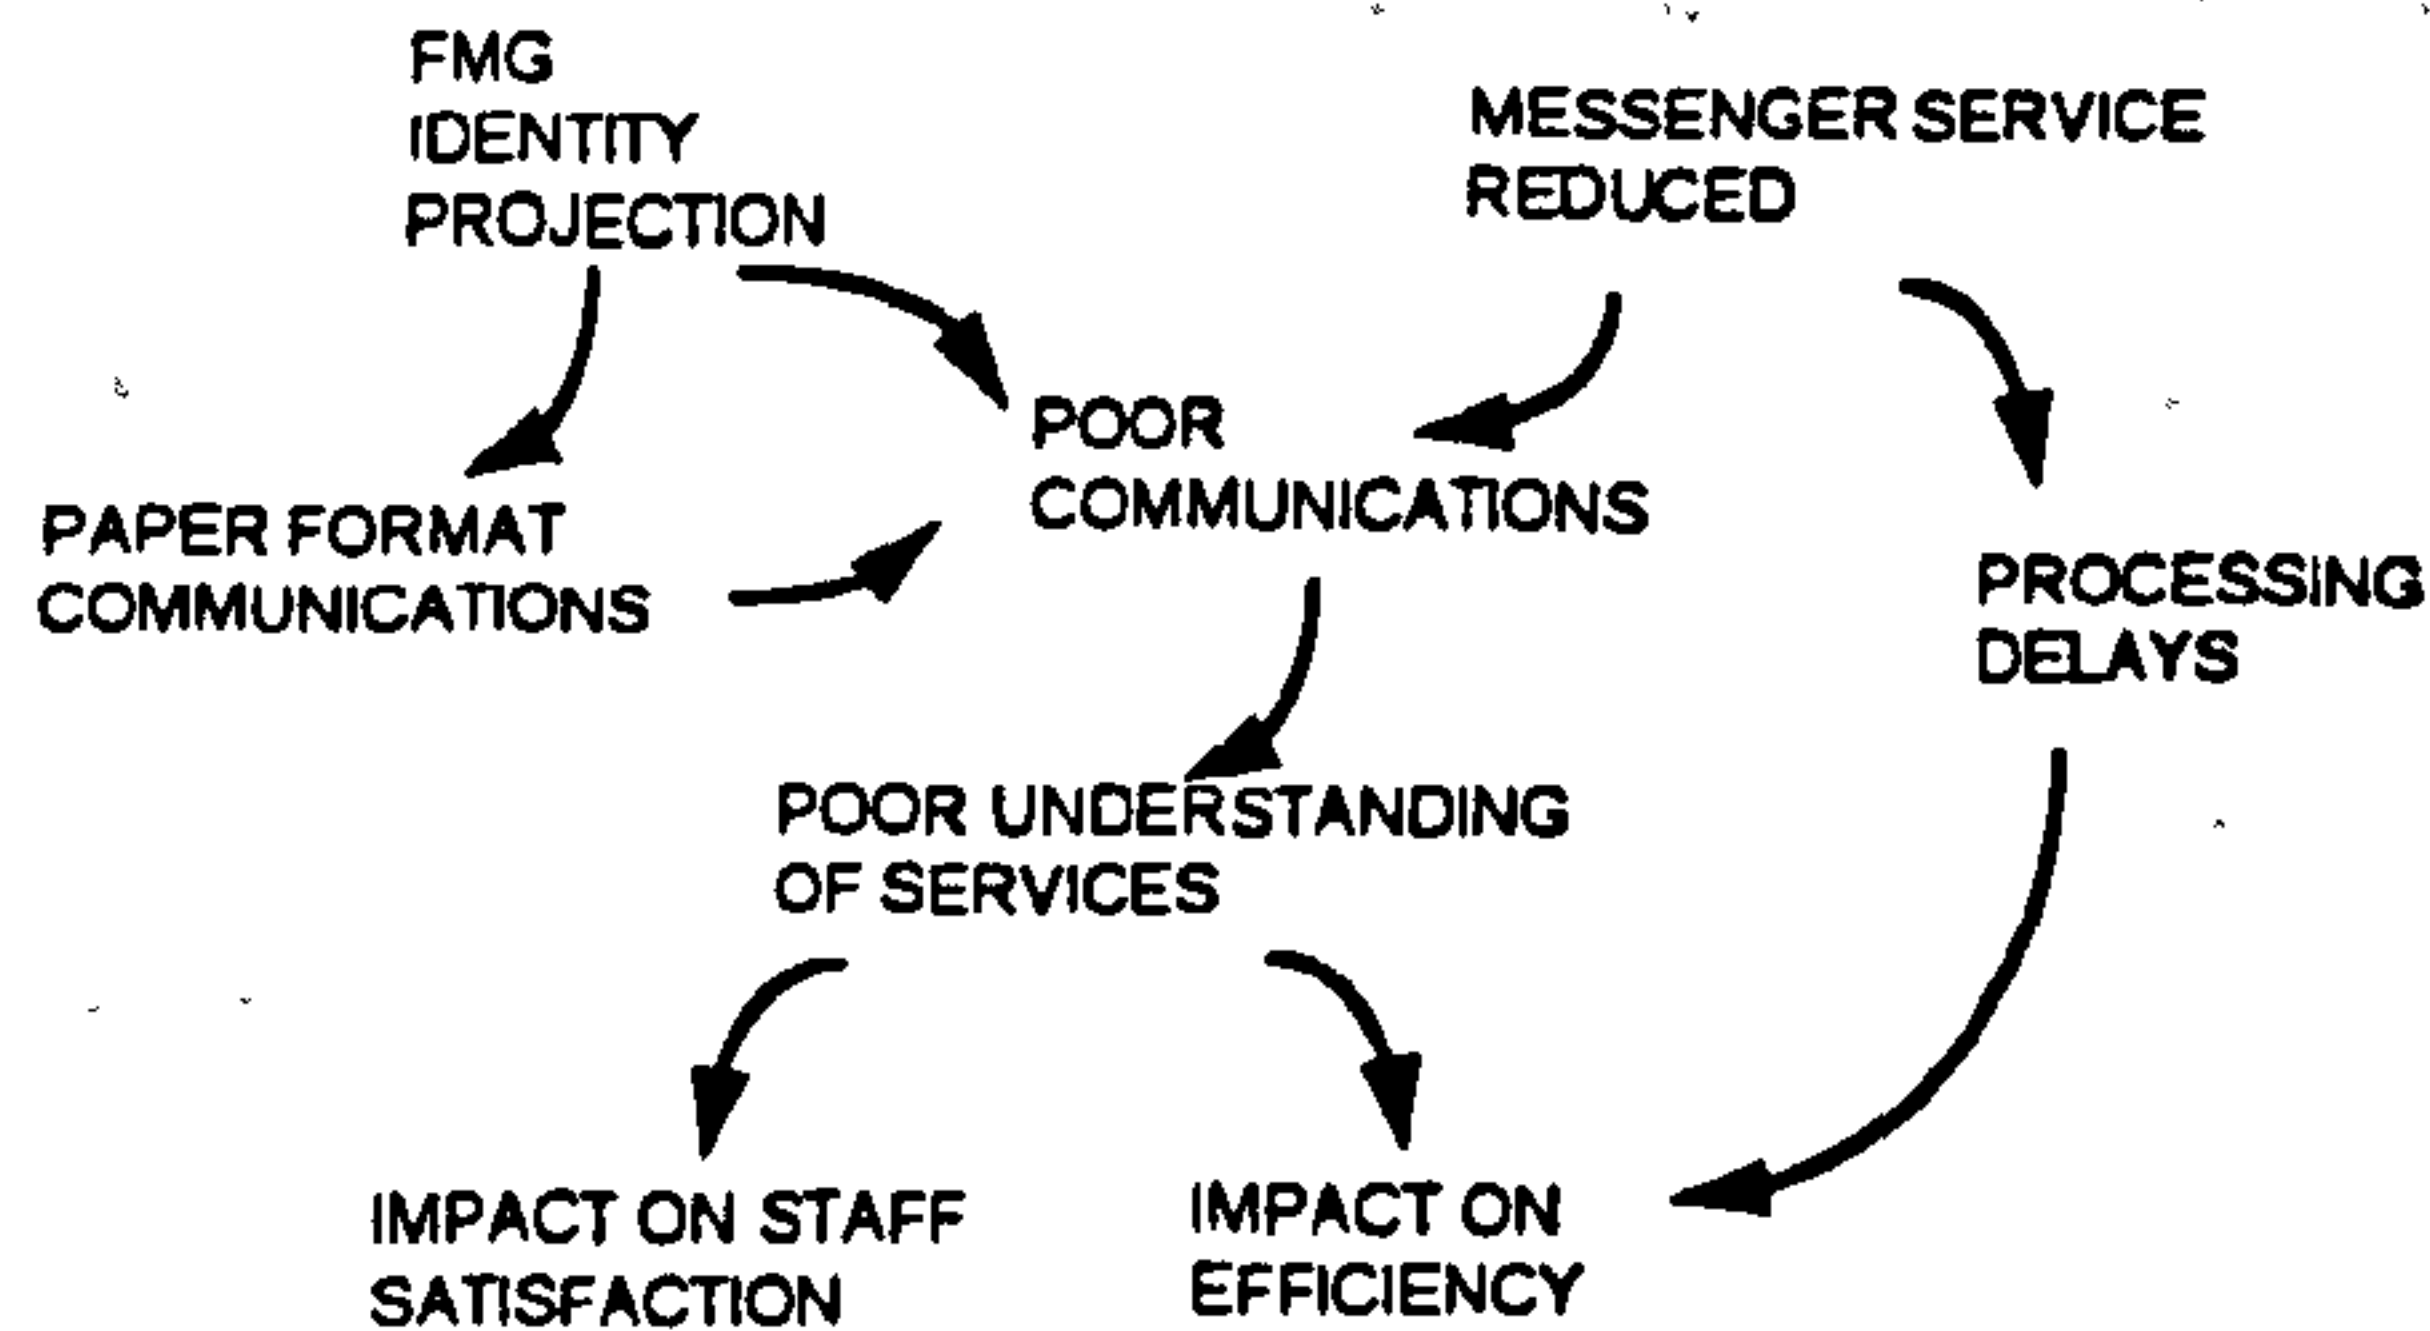 FMG
IDENTITY
PROJECTION
MESSENGER SERVICE
REDUCED
POOR
COMMUNICATIONS
PAPER FORMAT
COMMUNICATIONS
PROCESSING
DELAYS
POOR UNDERSTANDING
OF SERVICES
IMPACT ON STAFF
SATISFACTION
IMPACT ON
EFFICIENCY